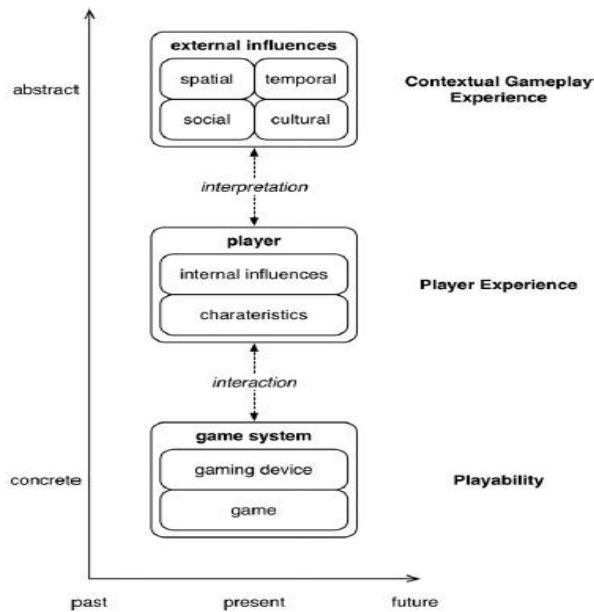 external influences
spatial temporal
abstract
Contextual Gameplay
Experience
social cultural
interpretation
player
internal influences
Player Experience
charateristics
interaction
game system
gaming device
concrete
Playability
game
past present future